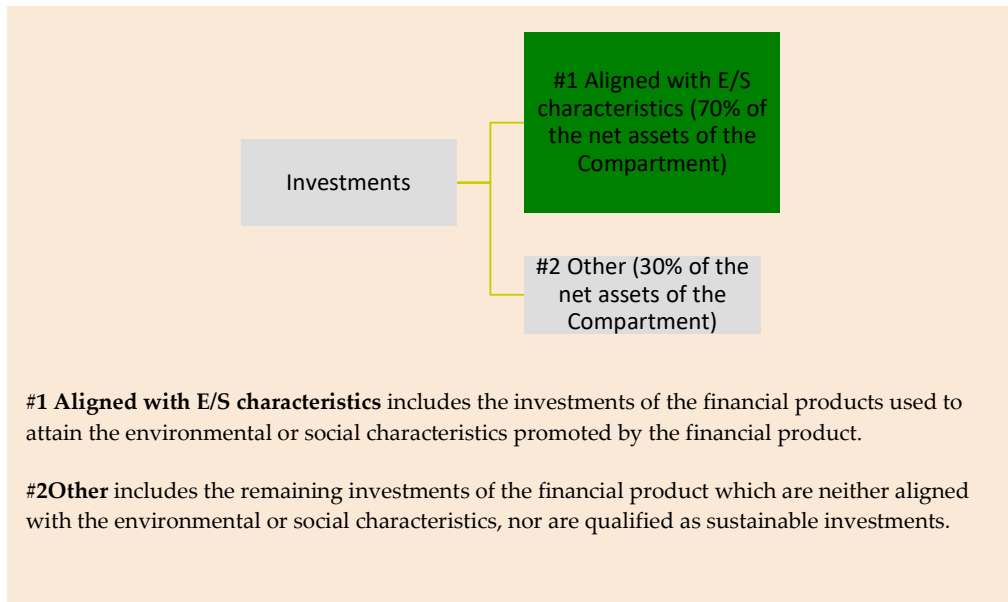 #1 Aligned with E/S
characteristics (70% of
the net assets of the
Compartment)
Investments
#2 Other (30% of the
net assets of the
Compartment)
#1 Aligned with E/S characteristics includes the investments of the financial products used to
attain the environmental or social characteristics promoted by the financial product.
#2Other includes the remaining investments of the financial product which are neither aligned
with the environmental or social characteristics, nor are qualified as sustainable investments.